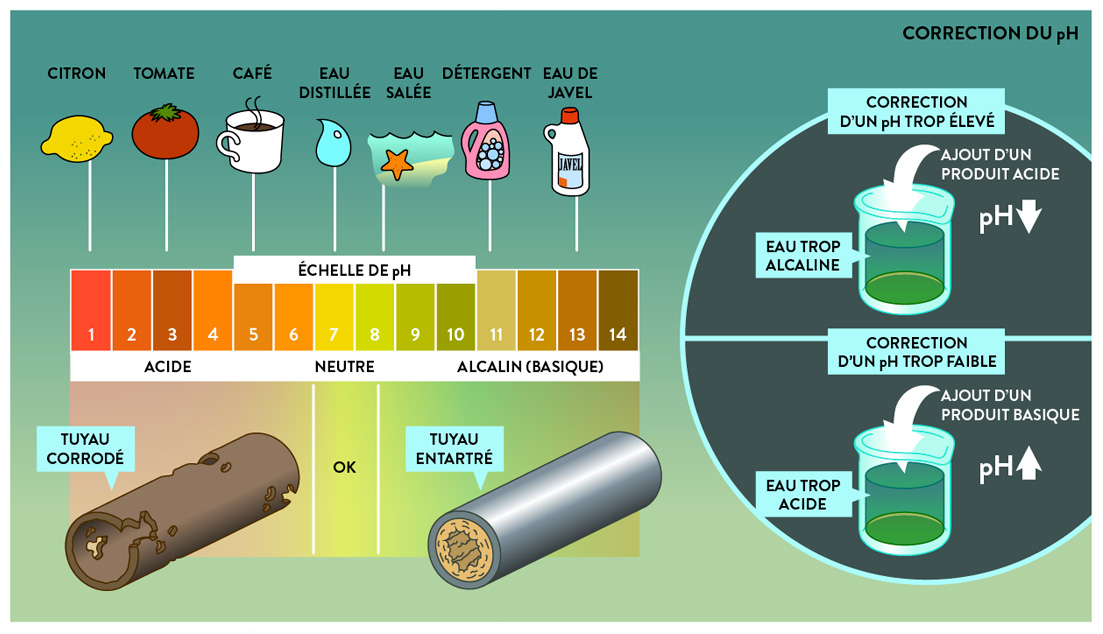 CORRECTION DU pH
CITRON
TOMATE
CAFÉ
EAU
DISTILLÉE
EAU
SALÉE
DÉTERGENT
EAU DE
JAVEL
JAVEL
ÉCHELLE DE pH
1 2 3 4 5 6 7 8 9 10 11 12 13 14
ACIDE
NEUTRE
ALCALIN (BASIQUE)
TUYAU
CORRODÉ
OK
TUYAU
ENTARTRÉ
CORRECTION
D'UN pH TROP ÉLEVÉ
AJOUT D'UN
PRODUIT ACIDE
pH
EAU TROP
ALCALINE
CORRECTION
D'UN pH TROP FAIBLE
AJOUT D'UN
PRODUIT BASIQUE
pH
EAU TROP
ACIDE